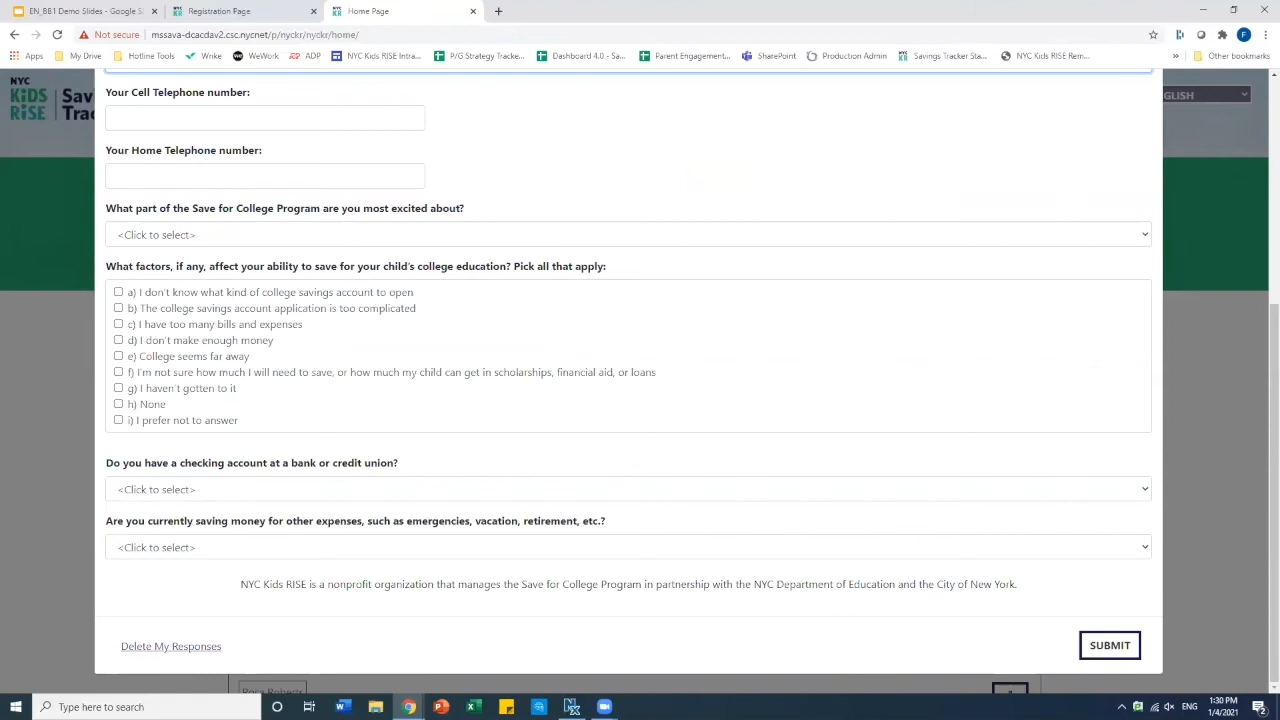 EN_BB1 Demo Slides - Google Sl
Registration Page
Home Page
Not secure
mssava-dcacdav2.csc.nycnet/p/nyckr/nyckr/home/
F
Apps
My Drive
Hotline Tools
Wrike
WeWork
ADP
NYC Kids RISE Intra...
P/G Strategy Tracke...
Dashboard 4.0 - Sa...
Parent Engagement...
SharePoint
Production Admin
Savings Tracker Sta...
NYC Kids RISE Rem...
Other bookmarks
NYC
KiDS
RiSE
Savi
Trac
GLISH
Your Cell Telephone number:
Your Home Telephone number:
What part of the Save for College Program are you most excited about?
<Click to select>
What factors, if any, affect your ability to save for your child's college education? Pick all that apply:
a) I don't know what kind of college savings account to open
b) The college savings account application is too complicated
c) I have too many bills and expenses
d) I don't make enough money
e) College seems far away
f) I'm not sure how much I will need to save, or how much my child can get in scholarships, financial aid, or loans
g) I haven't gotten to it
h) None
i) I prefer not to answer
Do you have a checking account at a bank or credit union?
<Click to select>
Are you currently saving money for other expenses, such as emergencies, vacation, retirement, etc.?
<Click to select>
NYC Kids RISE is a nonprofit organization that manages the Save for College Program in partnership with the NYC Department of Education and the City of New York.
Delete My Responses
SUBMIT
Rosa Roberts
Type here to search
ENG
1:30 PM
1/4/2021
2